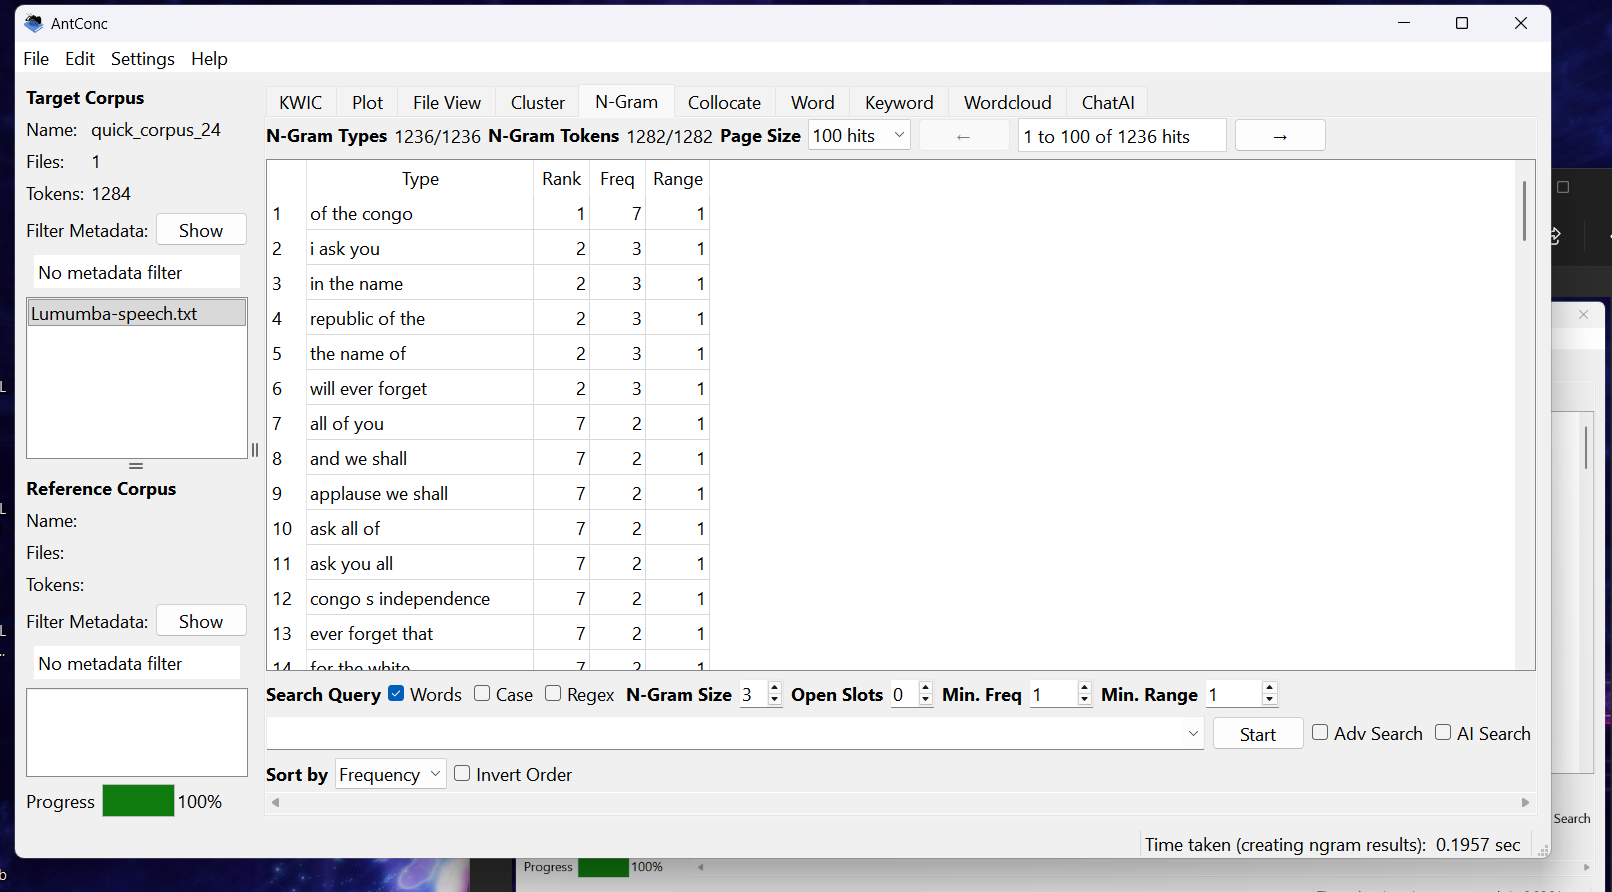 AntConc
File Edit Settings Help
Target Corpus
Name: quick_corpus_24
Files: 1
Tokens: 1284
Filter Metadata: Show
No metadata filter
Lumumba-speech.txt
Reference Corpus
Name:
Files:
Tokens:
Filter Metadata: Show
No metadata filter
Progress 100%
KWIC Plot File View Cluster N-Gram Collocate Word Keyword Wordcloud ChatAI
N-Gram Types 1236/1236 N-Gram Tokens 1282/1282 Page Size 100 hits ← 1 to 100 of 1236 hits →
Type Rank Freq Range
1 of the congo 1 7 1
2 i ask you 2 3 1
3 in the name 2 3 1
4 republic of the 2 3 1
5 the name of 2 3 1
6 will ever forget 2 3 1
7 all of you 7 2 1
8 and we shall 7 2 1
9 applause we shall 7 2 1
10 ask all of 7 2 1
11 ask you all 7 2 1
12 congo s independence 7 2 1
13 ever forget that 7 2 1
14 for the white 7 2 1
Search Query Words Case Regex N-Gram Size 3 Open Slots 0 Min. Freq 1 Min. Range 1
Start Adv Search AI Search
Sort by Frequency Invert Order
Time taken (creating ngram results): 0.1957 sec
Search
Progress 100%